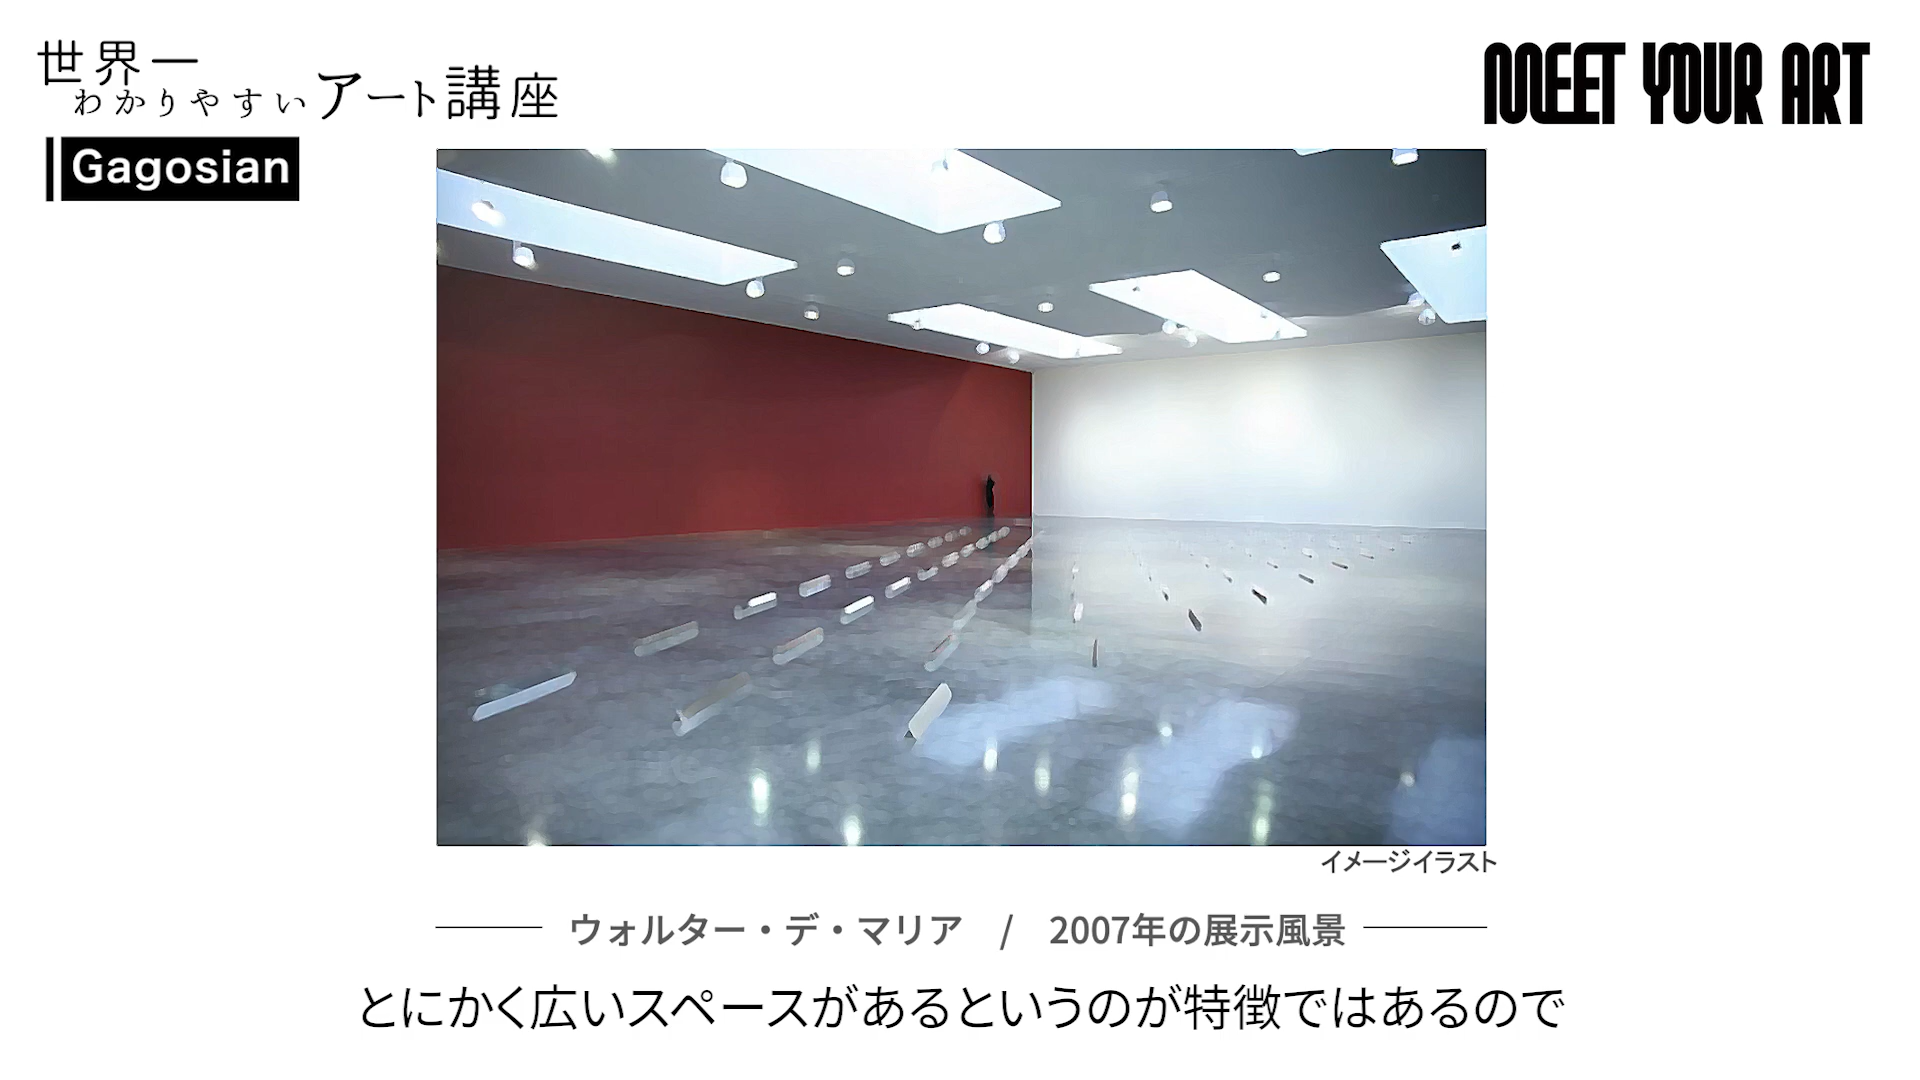 世界一
わかりやすいアート講座
MEET YOUR ART
Gagosian
イメージイラスト
ウォルター・デ・マリア / 2007年の展示風景
とにかく広いスペースがあるというのが特徴ではあるので